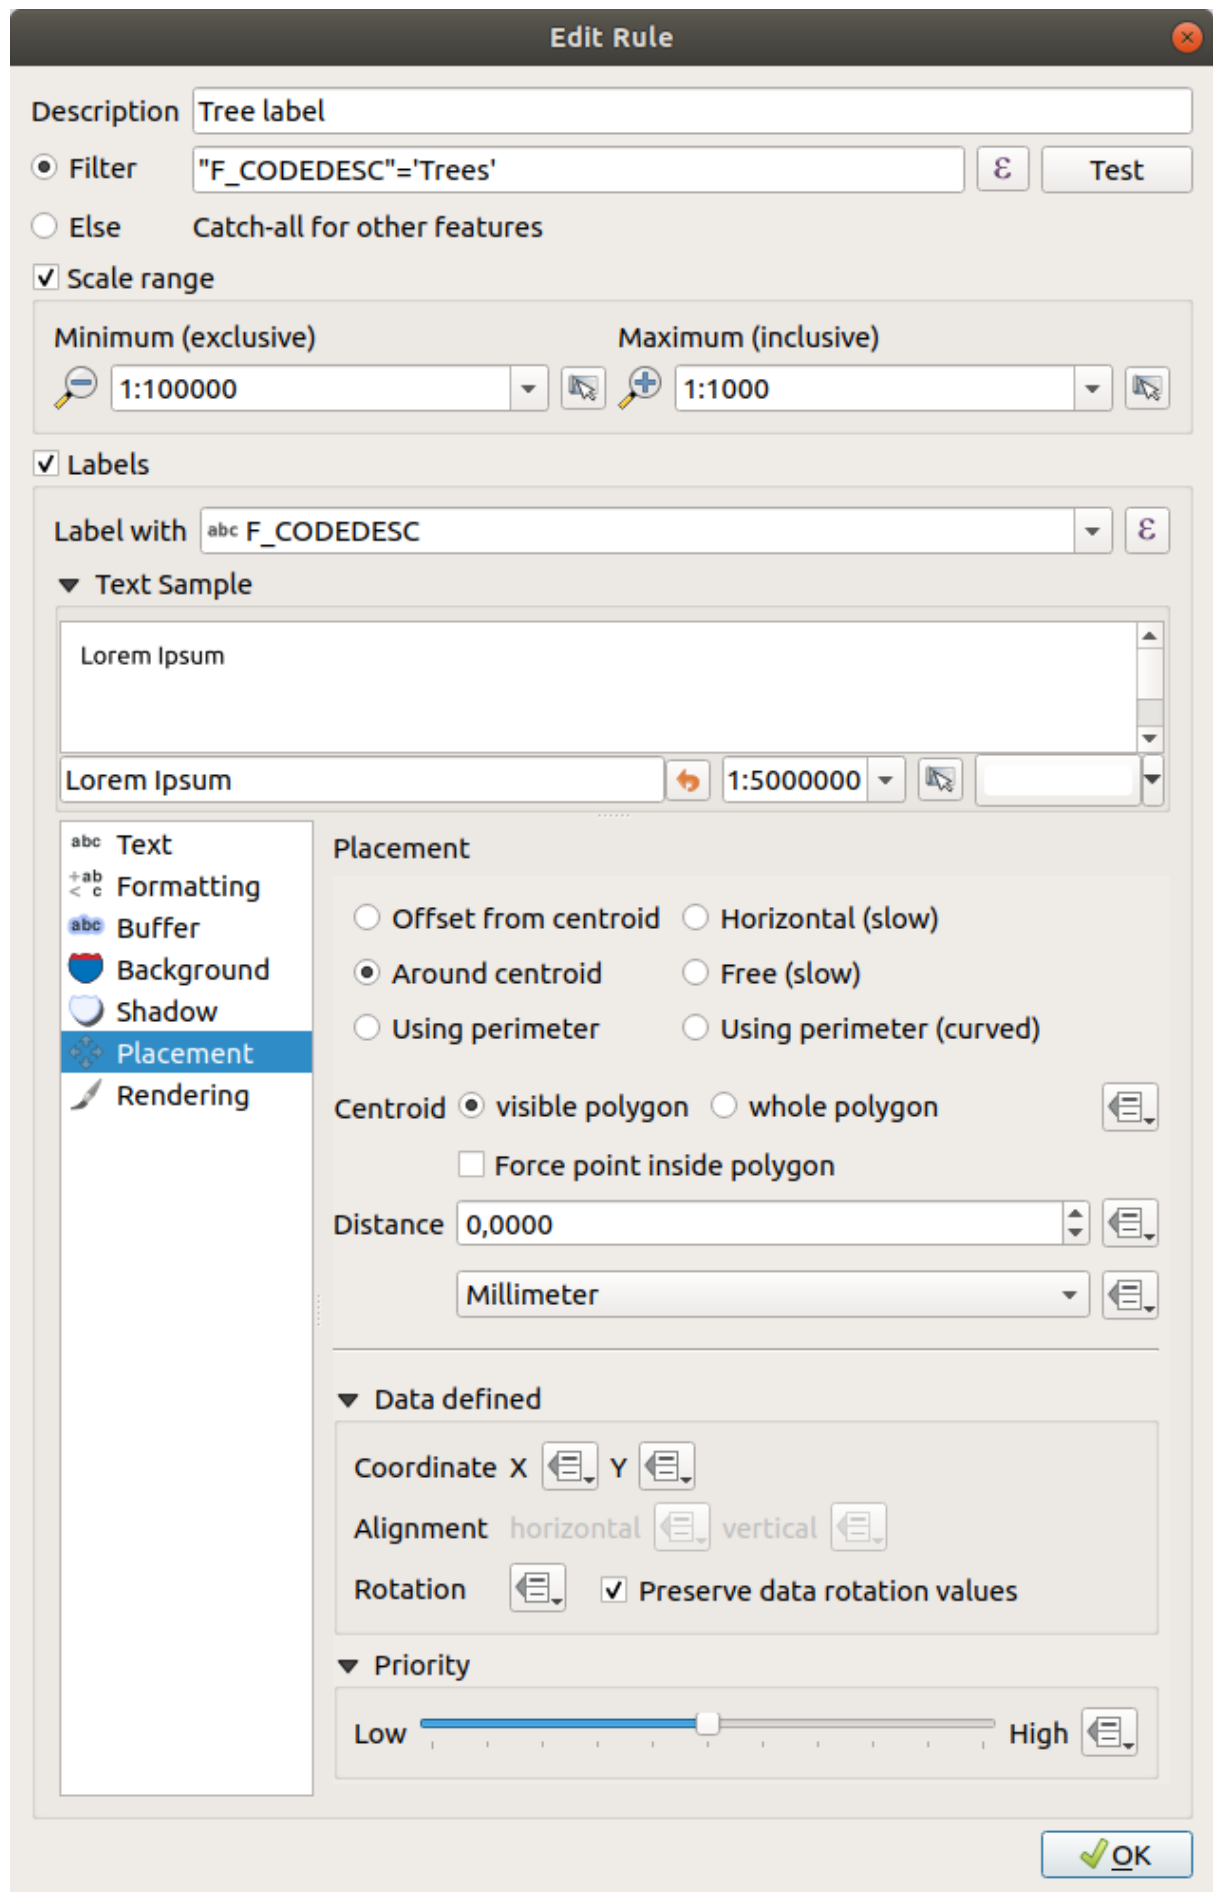 Edit Rule
Description Tree label
Filter "F_CODEDESC"='Trees' ε Test
Else Catch-all for other features
Scale range
Minimum (exclusive) Maximum (inclusive)
1:100000 1:1000
Labels
Label with abc F_CODEDESC ε
Text Sample
Lorem Ipsum
Lorem Ipsum 1:5000000
abc Text
+ab < c Formatting
abc Buffer
Background
Shadow
Placement
Rendering
Placement
Offset from centroid Horizontal (slow)
Around centroid Free (slow)
Using perimeter Using perimeter (curved)
Centroid visible polygon whole polygon
Force point inside polygon
Distance 0,0000
Millimeter
Data defined
Coordinate X Y
Alignment horizontal vertical
Rotation Preserve data rotation values
Priority
Low High
OK